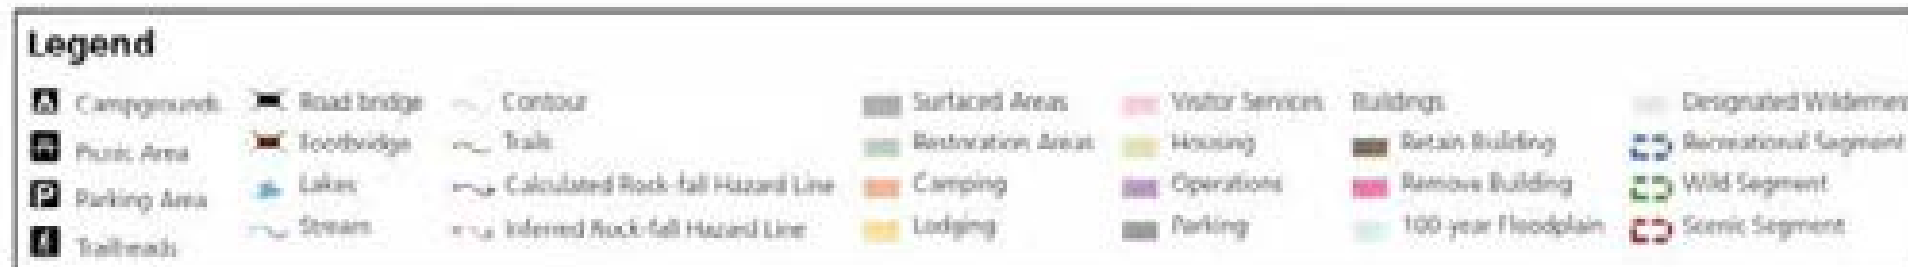 Legend
Campgrounds
Picnic Area
Parking Area
Trailheads
Road bridge
Footbridge
Lakes
Stream
Contour
Trails
Calculated Rock-fall Hazard Line
Inferred Rock-fall Hazard Line
Surfaced Areas
Restoration Areas
Camping
Lodging
Visitor Services
Housing
Operations
Parking
Buildings
Retain Building
Remove Building
100 year Floodplain
Designated Wildernes
Recreational Segment
Wild Segment
Scenic Segment